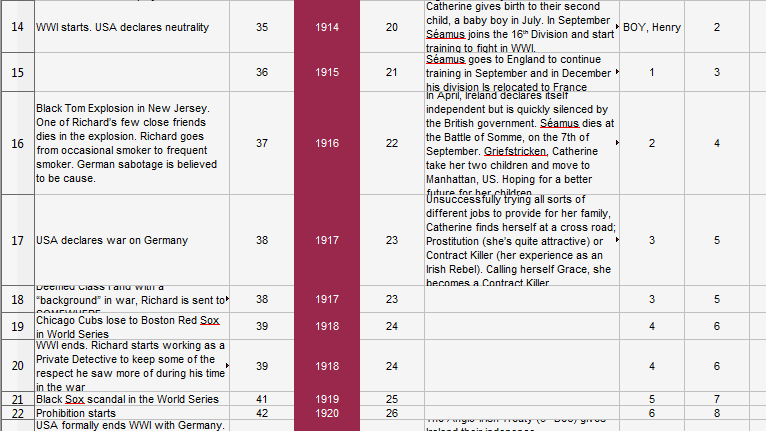 Catherine gives birth to their second
child, a baby boy in July. In September
14 WWI starts. USA declares neutrality 35 1914 20 Séamus joins the 16th Division and start BOY, Henry 2
training to fight in WWI.
Séamus goes to England to continue
15 36 1915 21 training in September and in December 1 3
his division Is relocated to France
In April, Ireland declares itself
Black Tom Explosion in New Jersey. independent but is quickly silenced by
One of Richard's few close friends the British government. Séamus dies at
dies in the explosion. Richard goes the Battle of Somme, on the 7th of
16 from occasional smoker to frequent 37 1916 22 September. Griefstricken, Catherine 2 4
smoker. German sabotage is believed take her two children and move to
to be cause. Manhattan, US. Hoping for a better
future for her children
Unsuccessfully trying all sorts of
different jobs to provide for her family,
Catherine finds herself at a cross road;
17 USA declares war on Germany 38 1917 23 Prostitution (she's quite attractive) or 3 5
Contract Killer (her experience as an
Irish Rebel). Calling herself Grace, she
becomes a Contract Killer
Deemed Class I and with a
18 "background" in war, Richard is sent to 38 1917 23 3 5
SOMEWHERE
19 Chicago Cubs lose to Boston Red Sox 39 1918 24 4 6
in World Series
WWI ends. Richard starts working as a
Private Detective to keep some of the
20 respect he saw more of during his time 39 1918 24 4 6
in the war
21 Black Sox scandal in the World Series 41 1919 25 5 7
22 Prohibition starts 42 1920 26 6 8
USA formally ends WWI with Germany. The Anglo-Irish Treaty gives
Ireland their